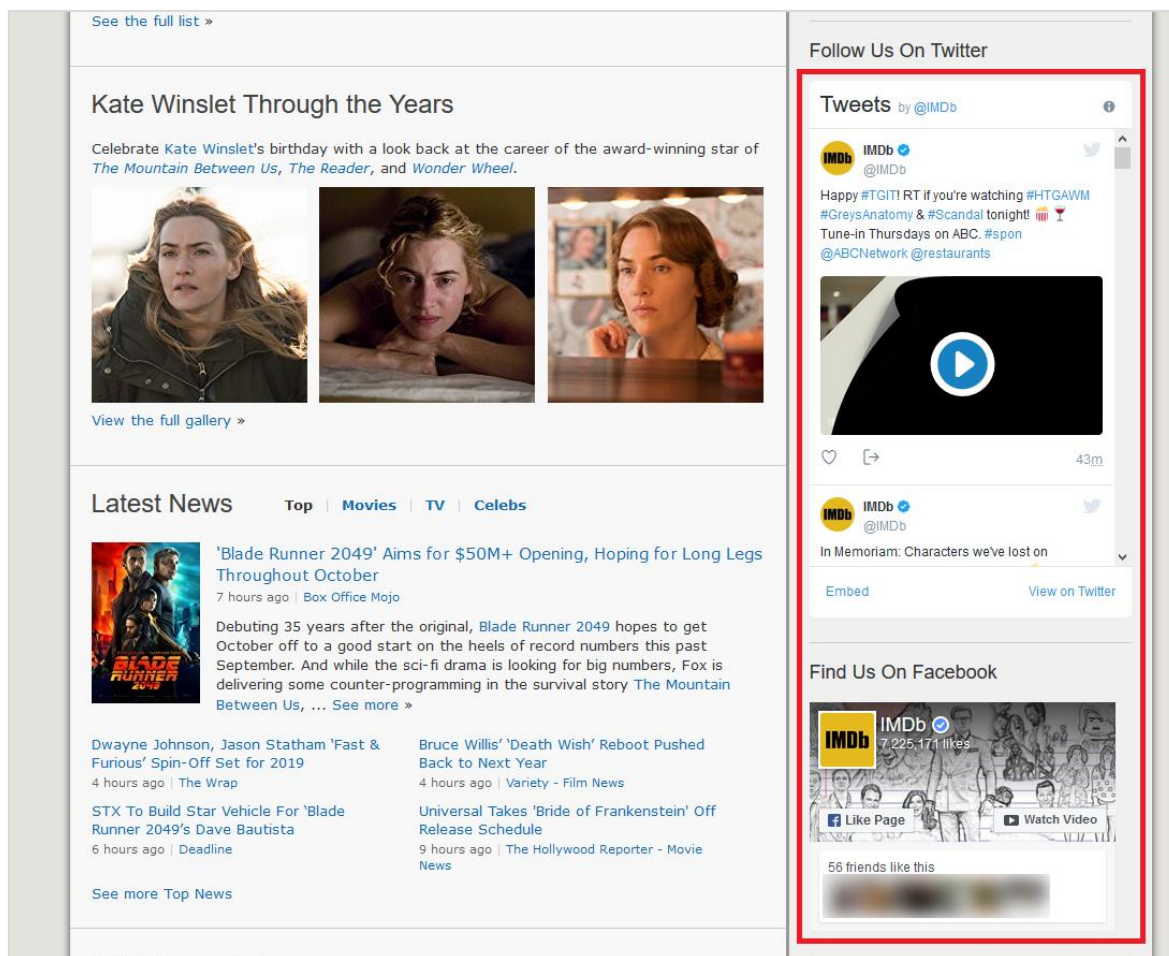 See the full list »
Kate Winslet Through the Years
Celebrate Kate Winslet's birthday with a look back at the career of the award-winning star of
The Mountain Between Us, The Reader, and Wonder Wheel.
View the full gallery »
Latest News Top | Movies | TV | Celebs
BLADE
RUNNER
2049
'Blade Runner 2049' Aims for $50M+ Opening, Hoping for Long Legs
Throughout October
7 hours ago | Box Office Mojo
Debuting 35 years after the original, Blade Runner 2049 hopes to get
October off to a good start on the heels of record numbers this past
September. And while the sci-fi drama is looking for big numbers, Fox is
delivering some counter-programming in the survival story The Mountain
Between Us, ... See more »
Dwayne Johnson, Jason Statham 'Fast &
Furious' Spin-Off Set for 2019
4 hours ago | The Wrap
Bruce Willis' 'Death Wish' Reboot Pushed
Back to Next Year
4 hours ago | Variety - Film News
STX To Build Star Vehicle For 'Blade
Runner 2049's Dave Bautista
6 hours ago | Deadline
Universal Takes 'Bride of Frankenstein' Off
Release Schedule
9 hours ago | The Hollywood Reporter - Movie
News
See more Top News
Follow Us On Twitter
Tweets by @IMDb
IMDb
IMDb
@IMDb
Happy #TGIT! RT if you're watching #HTGAWM
#GreysAnatomy & #Scandal tonight! 🍿 🍷
Tune-in Thursdays on ABC. #spon
@ABCNetwork @restaurants
43m
IMDb
IMDb
@IMDb
In Memoriam: Characters we've lost on
Embed View on Twitter
Find Us On Facebook
IMDb
IMDb
7,225,171 likes
Like Page Watch Video
56 friends like this